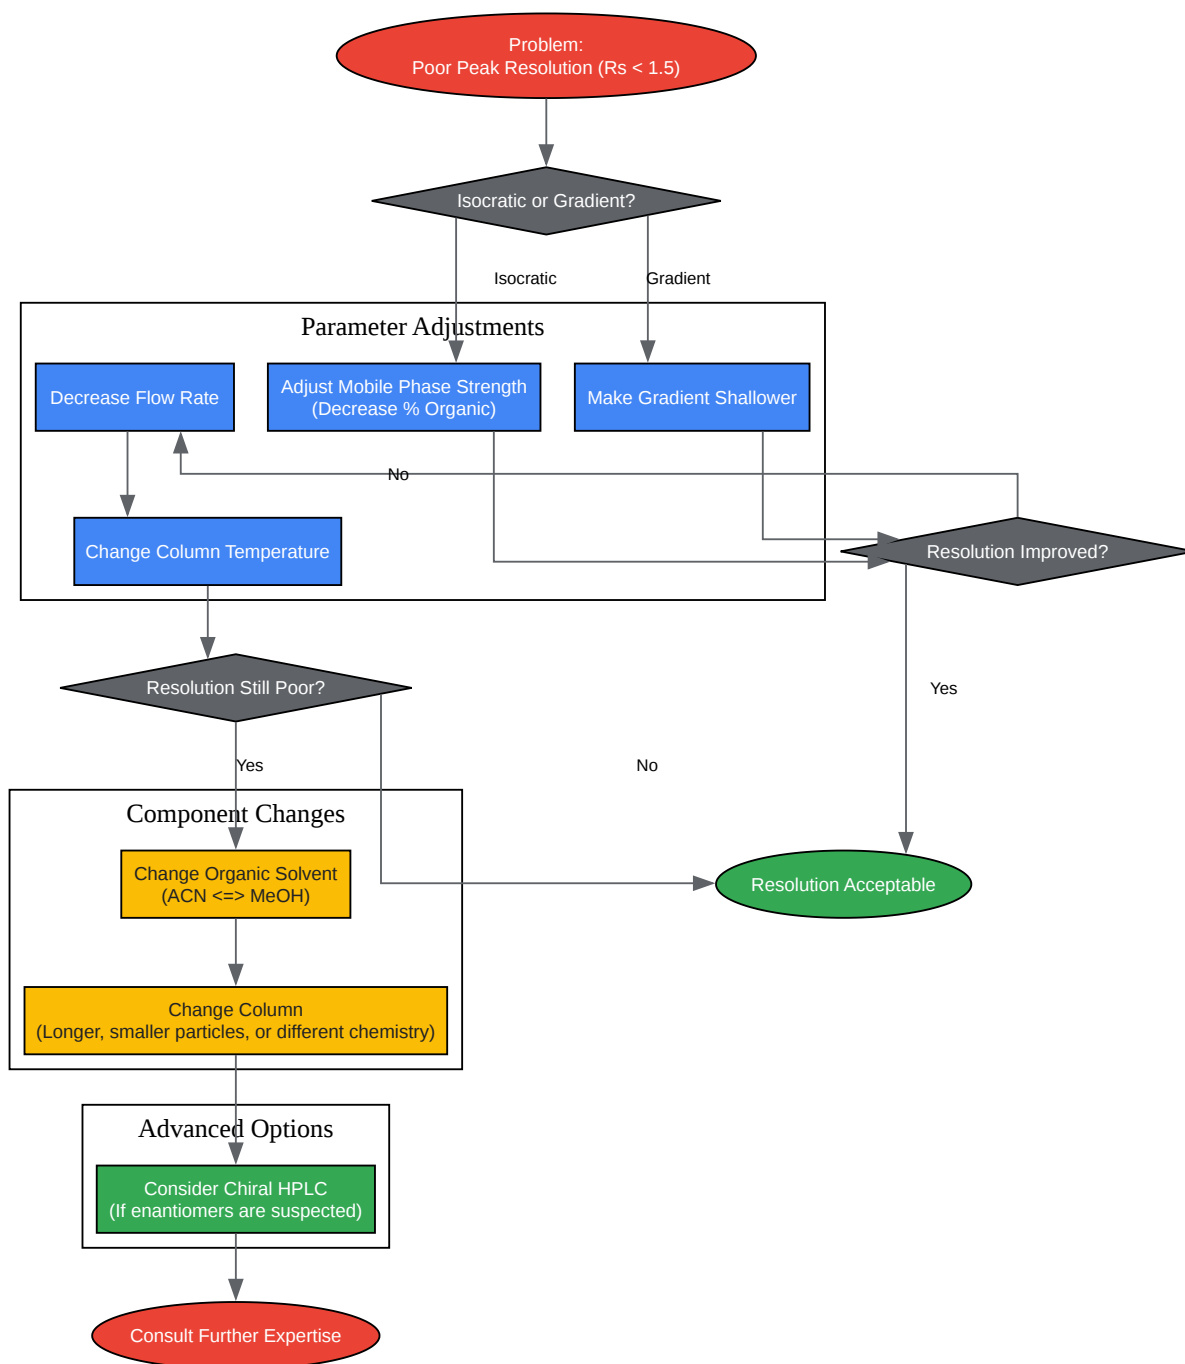 Problem:
Poor Peak Resolution (Rs < 1.5)
Isocratic or Gradient?
Isocratic
Gradient
Parameter Adjustments
Decrease Flow Rate
Adjust Mobile Phase Strength
(Decrease % Organic)
Make Gradient Shallower
No
Change Column Temperature
Resolution Improved?
Resolution Still Poor?
Yes
Yes
No
Component Changes
Change Organic Solvent
(ACN <=> MeOH)
Resolution Acceptable
Change Column
(Longer, smaller particles, or different chemistry)
Advanced Options
Consider Chiral HPLC
(If enantiomers are suspected)
Consult Further Expertise